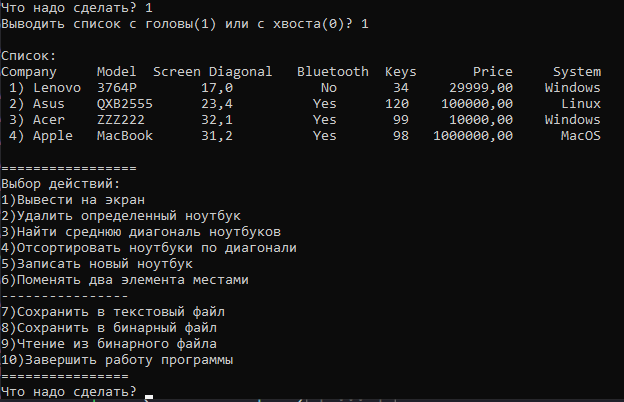 Что надо сделать? 1
Выводить список с головы(1) или с хвоста(0)? 1
Список:
Company Model Screen Diagonal Bluetooth Keys Price System
1) Lenovo 3764P 17,0 No 34 29999,00 Windows
2) Asus QXB2555 23,4 Yes 120 100000,00 Linux
3) Acer ZZZ222 32,1 Yes 99 10000,00 Windows
4) Apple MacBook 31,2 Yes 98 1000000,00 MacOS
=================
Выбор действий:
1)Вывести на экран
2)Удалить определенный ноутбук
3)Найти среднюю диагональ ноутбуков
4)Отсортировать ноутбуки по диагонали
5)Записать новый ноутбук
6)Поменять два элемента местами
----------------
7)Сохранить в текстовый файл
8)Сохранить в бинарный файл
9)Чтение из бинарного файла
10)Завершить работу программы
================
Что надо сделать?